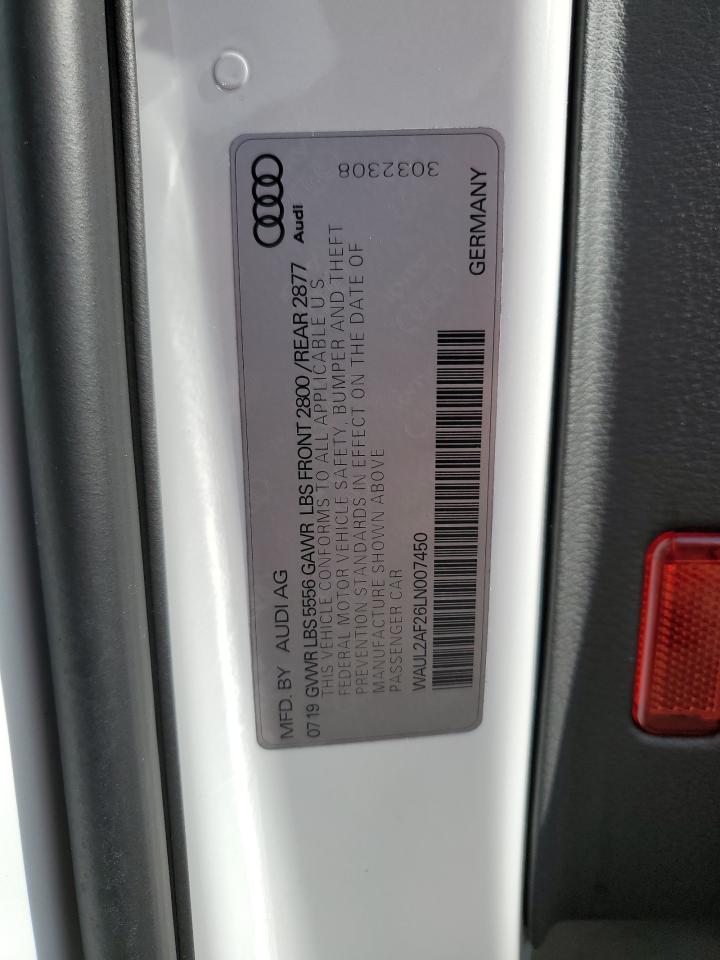 MFD. BY AUDI AG
Audi
0719 GVWR LBS 5556 GAWR LBS FRONT 2800 / REAR 2877
THIS VEHICLE CONFORMS TO ALL APPLICABLE U S
FEDERAL MOTOR VEHICLE SAFETY, BUMPER AND THEFT
PREVENTION STANDARDS IN EFFECT ON THE DATE OF
MANUFACTURE SHOWN ABOVE
PASSENGER CAR
3032308
WAUL2AF26LN007450
GERMANY